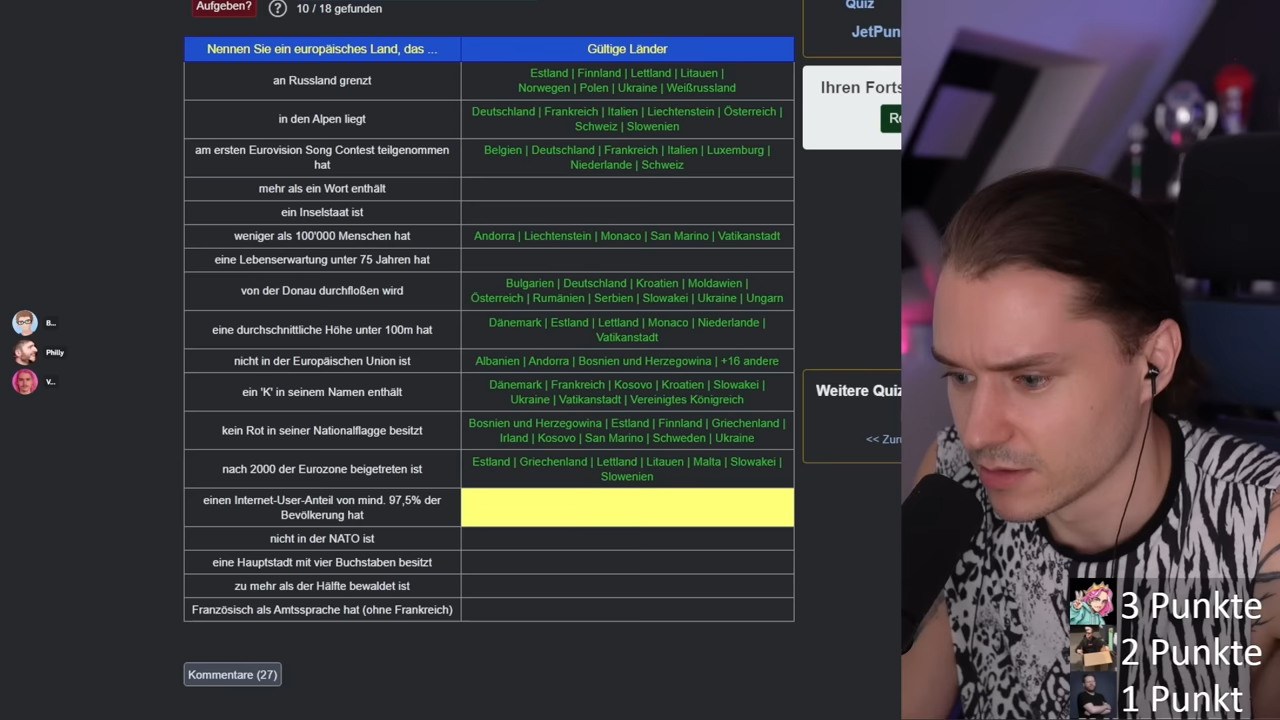 Aufgeben?
? 10 / 18 gefunden
Nennen Sie ein europäisches Land, das ... Gültige Länder
an Russland grenzt
Estland | Finnland | Lettland | Litauen |
Norwegen | Polen | Ukraine | Weißrussland
in den Alpen liegt
Deutschland | Frankreich | Italien | Liechtenstein | Österreich |
Schweiz | Slowenien
am ersten Eurovision Song Contest teilgenommen
hat
Belgien | Deutschland | Frankreich | Italien | Luxemburg |
Niederlande | Schweiz
mehr als ein Wort enthält
ein Inselstaat ist
weniger als 100'000 Menschen hat
Andorra | Liechtenstein | Monaco | San Marino | Vatikanstadt
eine Lebenserwartung unter 75 Jahren hat
von der Donau durchfloßen wird
Bulgarien | Deutschland | Kroatien | Moldawien |
Österreich | Rumänien | Serbien | Slowakei | Ukraine | Ungarn
eine durchschnittliche Höhe unter 100m hat
Dänemark | Estland | Lettland | Monaco | Niederlande |
Vatikanstadt
nicht in der Europäischen Union ist
Albanien | Andorra | Bosnien und Herzegowina | +16 andere
ein 'K' in seinem Namen enthält
Dänemark | Frankreich | Kosovo | Kroatien | Slowakei |
Ukraine | Vatikanstadt | Vereinigtes Königreich
kein Rot in seiner Nationalflagge besitzt
Bosnien und Herzegowina | Estland | Finnland | Griechenland |
Irland | Kosovo | San Marino | Schweden | Ukraine
nach 2000 der Eurozone beigetreten ist
Estland | Griechenland | Lettland | Litauen | Malta | Slowakei |
Slowenien
einen Internet-User-Anteil von mind. 97,5% der
Bevölkerung hat
nicht in der NATO ist
eine Hauptstadt mit vier Buchstaben besitzt
zu mehr als der Hälfte bewaldet ist
Französisch als Amtssprache hat (ohne Frankreich)
Kommentare (27)
Quiz
JetPun
Ihren Forts
Re
Weitere Quiz
<< Zurü
B...
Philly
V...
3 Punkte
2 Punkte
1 Punkt